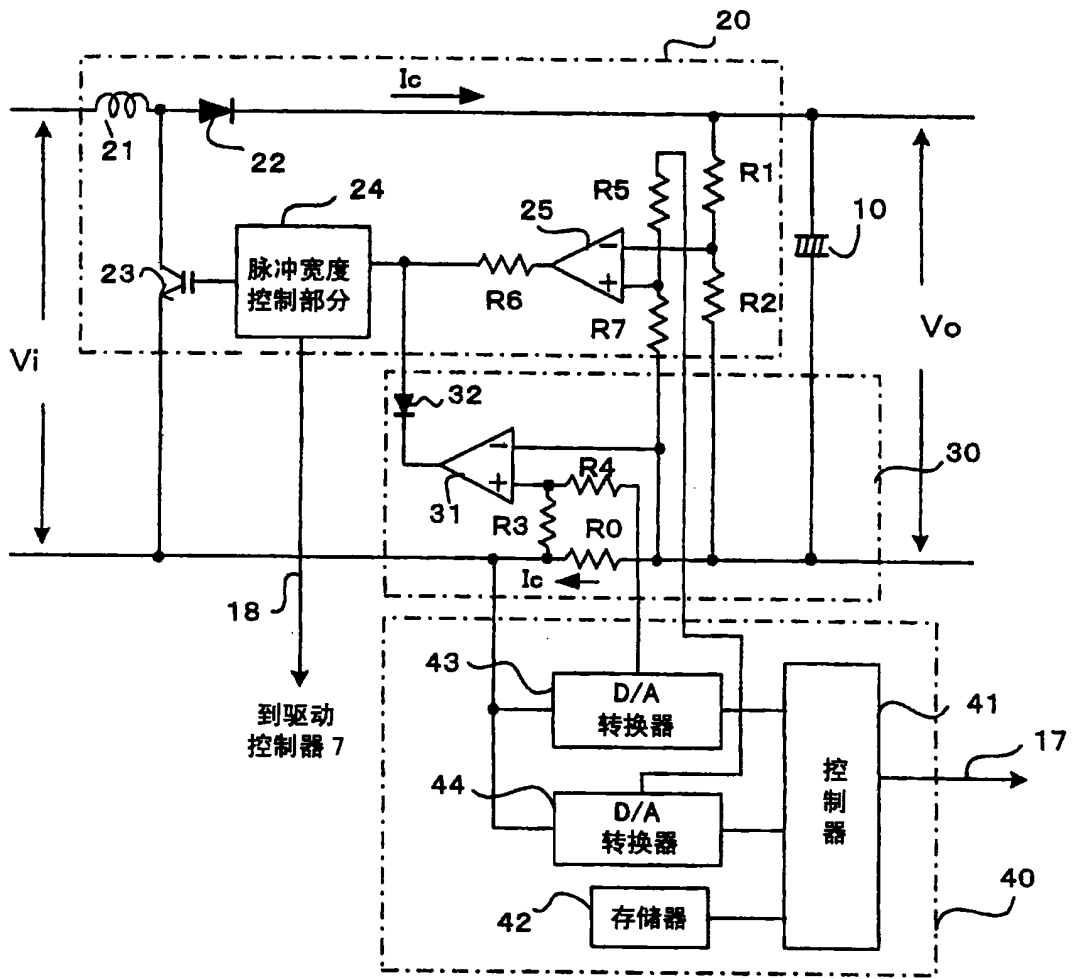 20
Ic
21
22
R5
R1
24
25
10
脉冲宽度
控制部分
23
R6
R7
R2
Vi
Vo
32
30
31
R4
R3
R0
Ic
18
43
D/A
转换器
41
到驱动
控制器 7
17
控制器
44
D/A
转换器
40
42
存储器
−
+
−
+